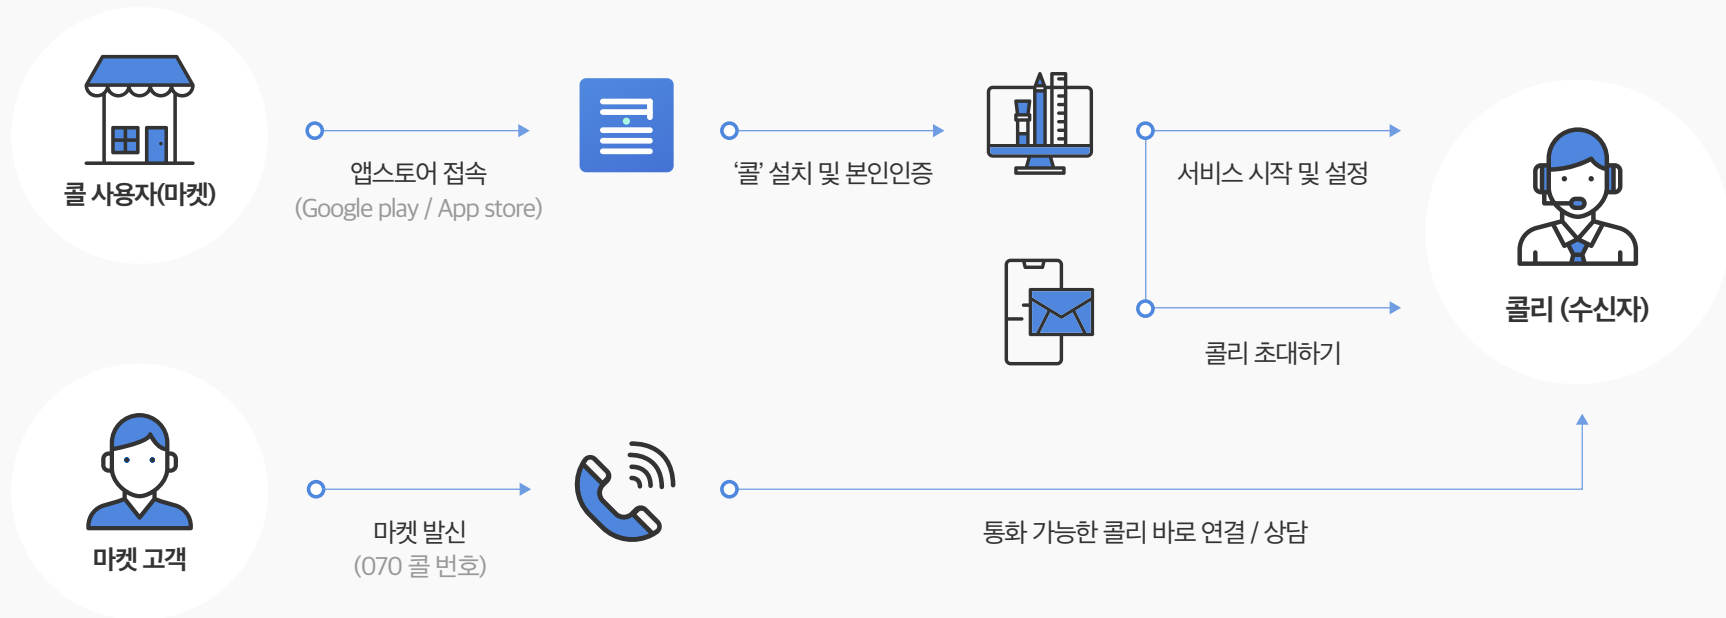 콜 사용자(마켓)
앱스토어 접속
(Google play / App store)
‘콜’ 설치 및 본인인증
서비스 시작 및 설정
콜리 초대하기
콜리 (수신자)
마켓 고객
마켓 발신
(070 콜 번호)
통화 가능한 콜리 바로 연결 / 상담